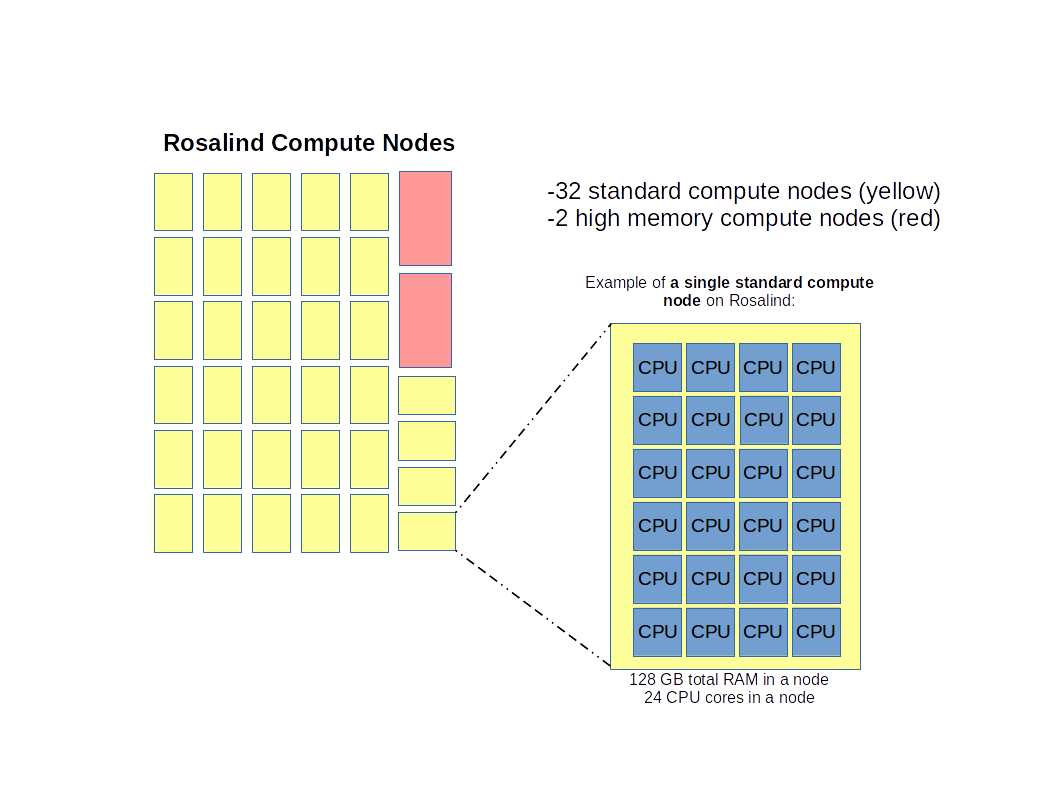 Rosalind Compute Nodes
-32 standard compute nodes (yellow)
-2 high memory compute nodes (red)
Example of a single standard compute
node on Rosalind:
CPU CPU CPU CPU
CPU CPU CPU CPU
CPU CPU CPU CPU
CPU CPU CPU CPU
CPU CPU CPU CPU
CPU CPU CPU CPU
128 GB total RAM in a node
24 CPU cores in a node